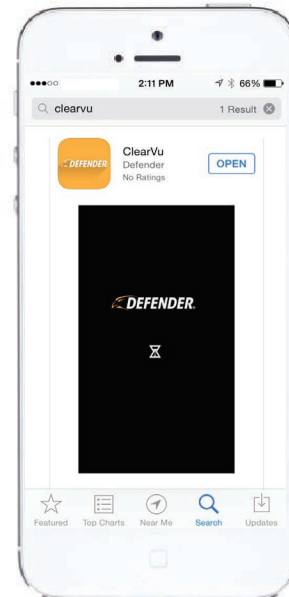 2:11 PM 66%
clearvu 1 Result
ClearVu
Defender
No Ratings
OPEN
DEFENDER
DEFENDER®
Featured Top Charts Near Me Search Updates